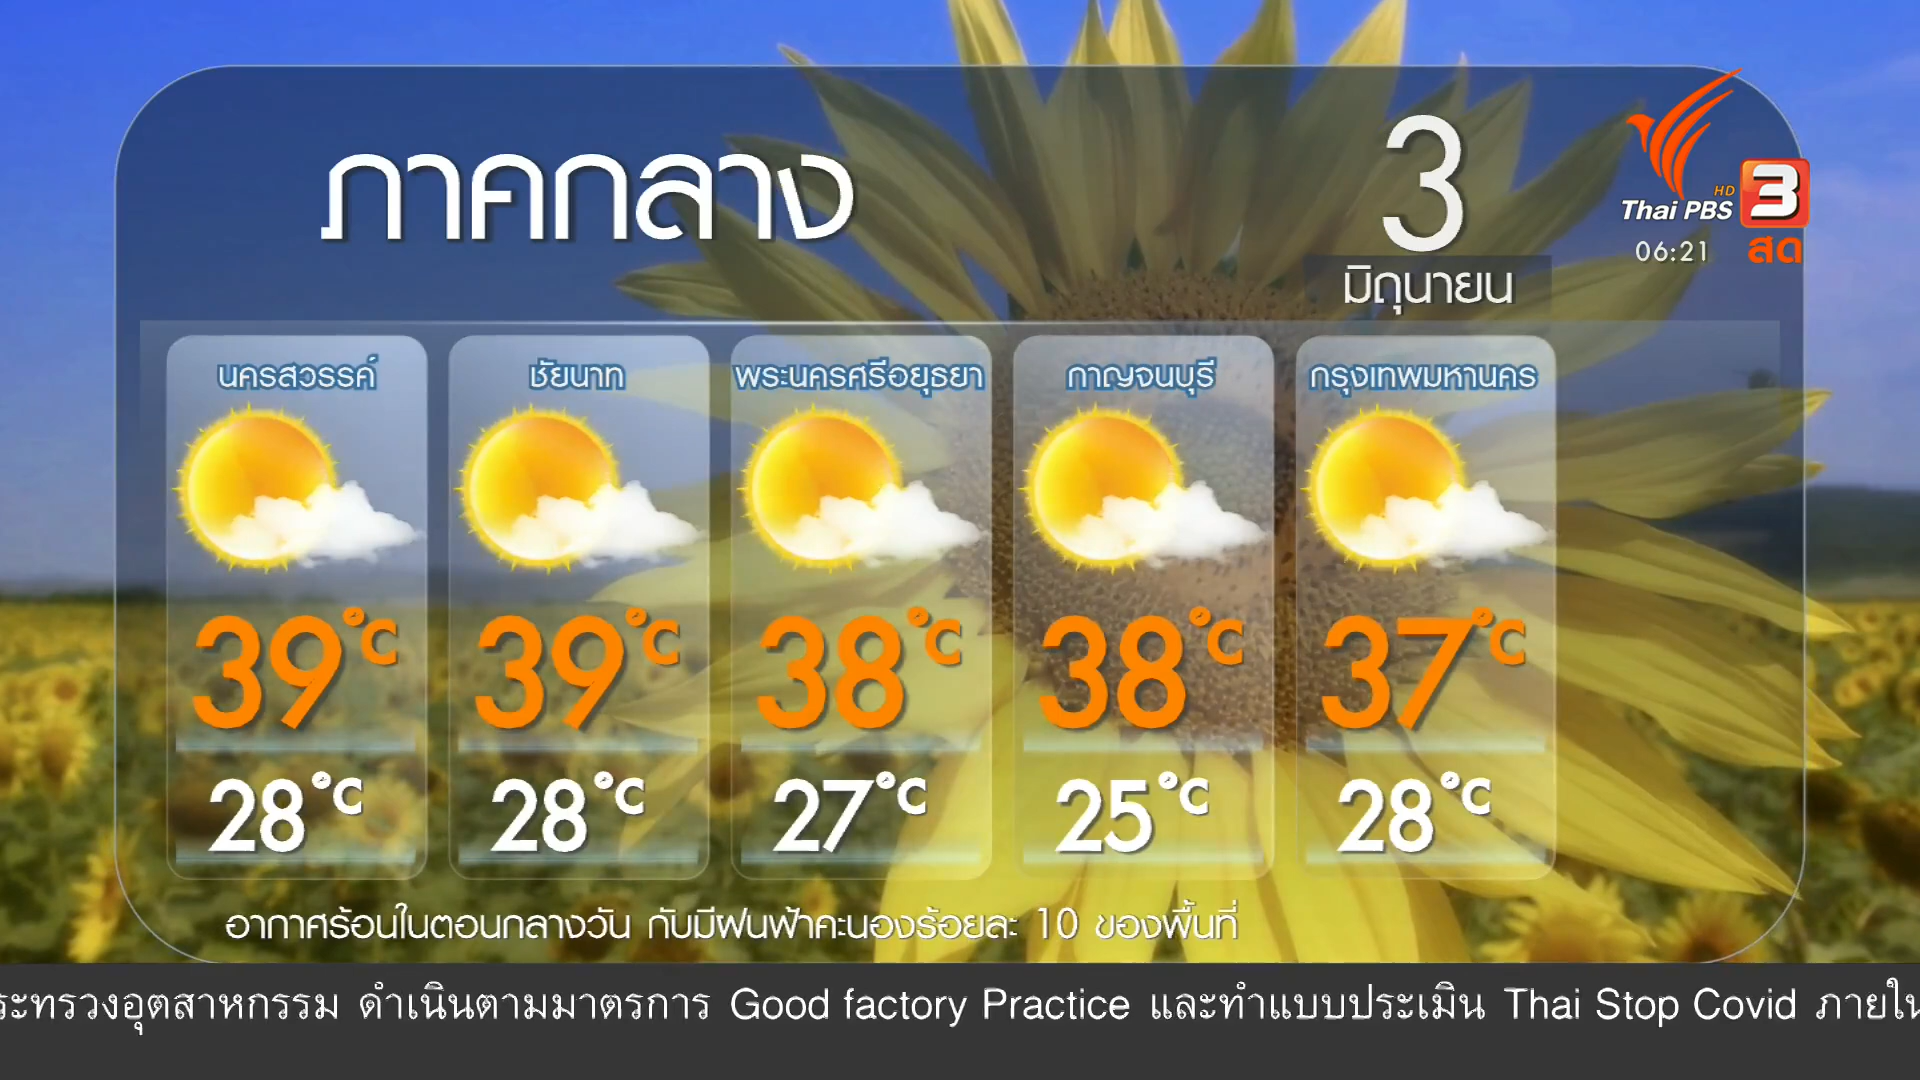 ภาคกลาง
3
มิถุนายน
HD
Thai PBS 3
06:21 สด
นครสวรรค์ ชัยนาท พระนครศรีอยุธยา กาญจนบุรี กรุงเทพมหานคร
39°C 39°C 38°C 38°C 37°C
28°C 28°C 27°C 25°C 28°C
อากาศร้อนในตอนกลางวัน กับมีฝนฟ้าคะนองร้อยละ 10 ของพื้นที่
ระทรวงอุตสาหกรรม ดำเนินตามมาตรการ Good factory Practice และทำแบบประเมิน Thai Stop Covid ภายใน